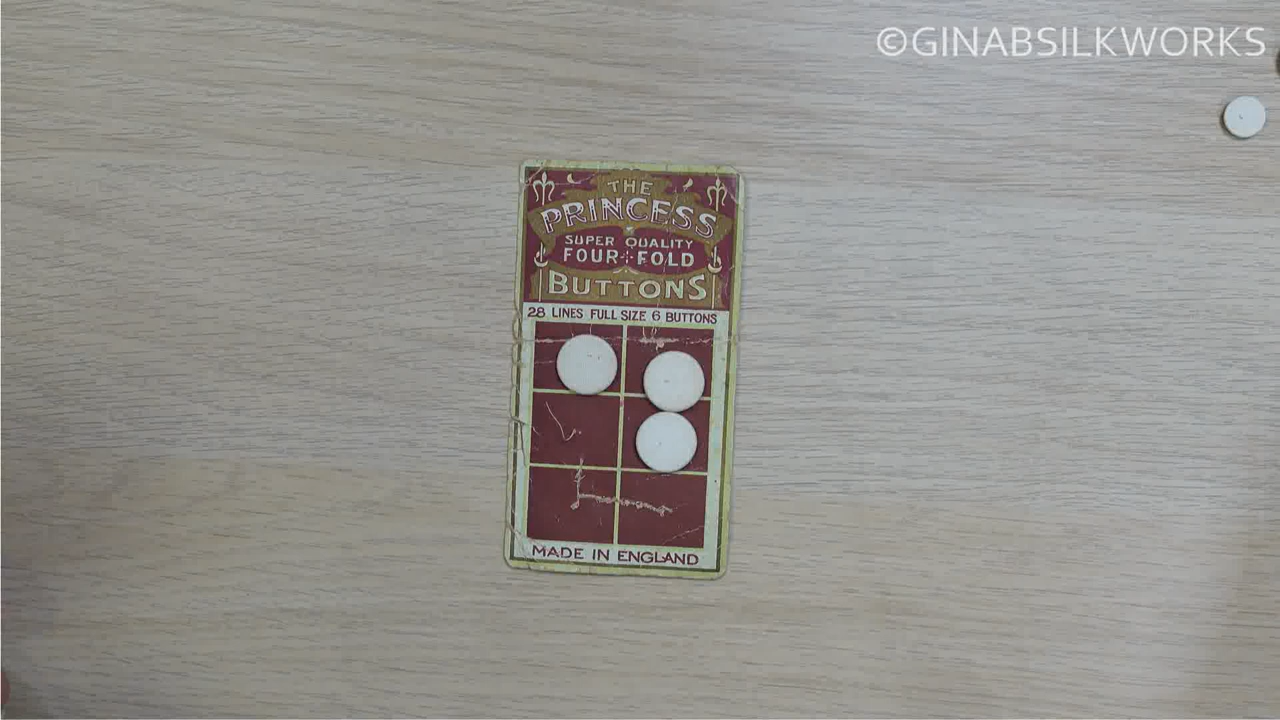 ©GINABSILKWORKS
THE
PRINCESS
SUPER QUALITY
FOUR-FOLD
BUTTONS
28 LINES FULL SIZE 6 BUTTONS
MADE IN ENGLAND